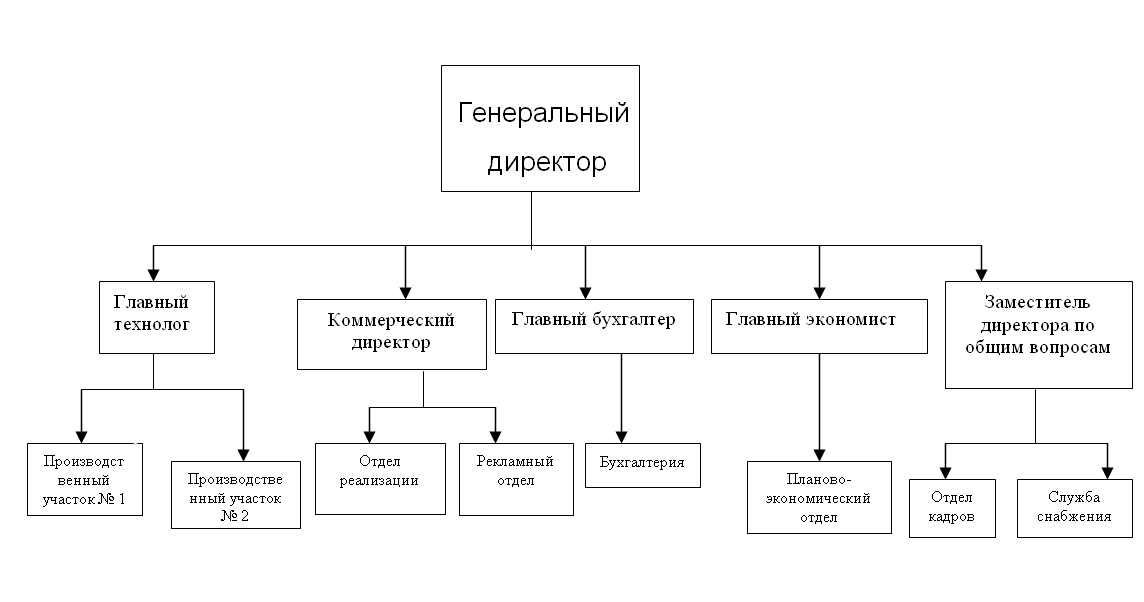 Генеральный
директор
Главный
технолог
Коммерческий
директор
Главный бухгалтер
Главный экономист
Заместитель
директора по
общим вопросам
Производст
венный
участок № 1
Производстве
нный участок
№ 2
Отдел
реализации
Рекламный
отдел
Бухгалтерия
Планово-
экономический
отдел
Отдел
кадров
Служба
снабжения